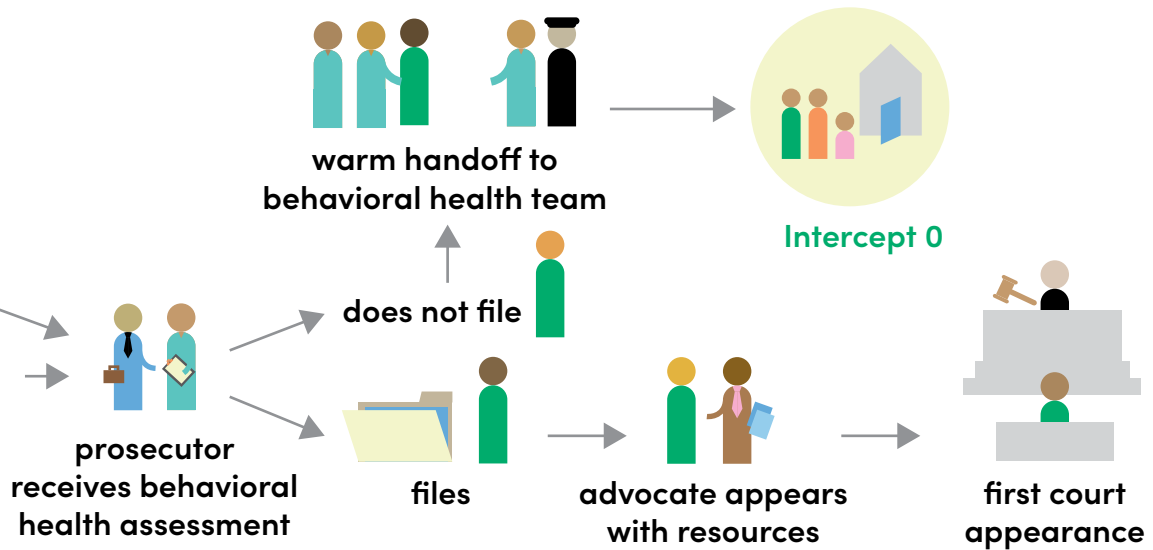 warm handoff to
behavioral health team
Intercept 0
does not file
prosecutor
receives behavioral
health assessment
files
advocate appears
with resources
first court
appearance